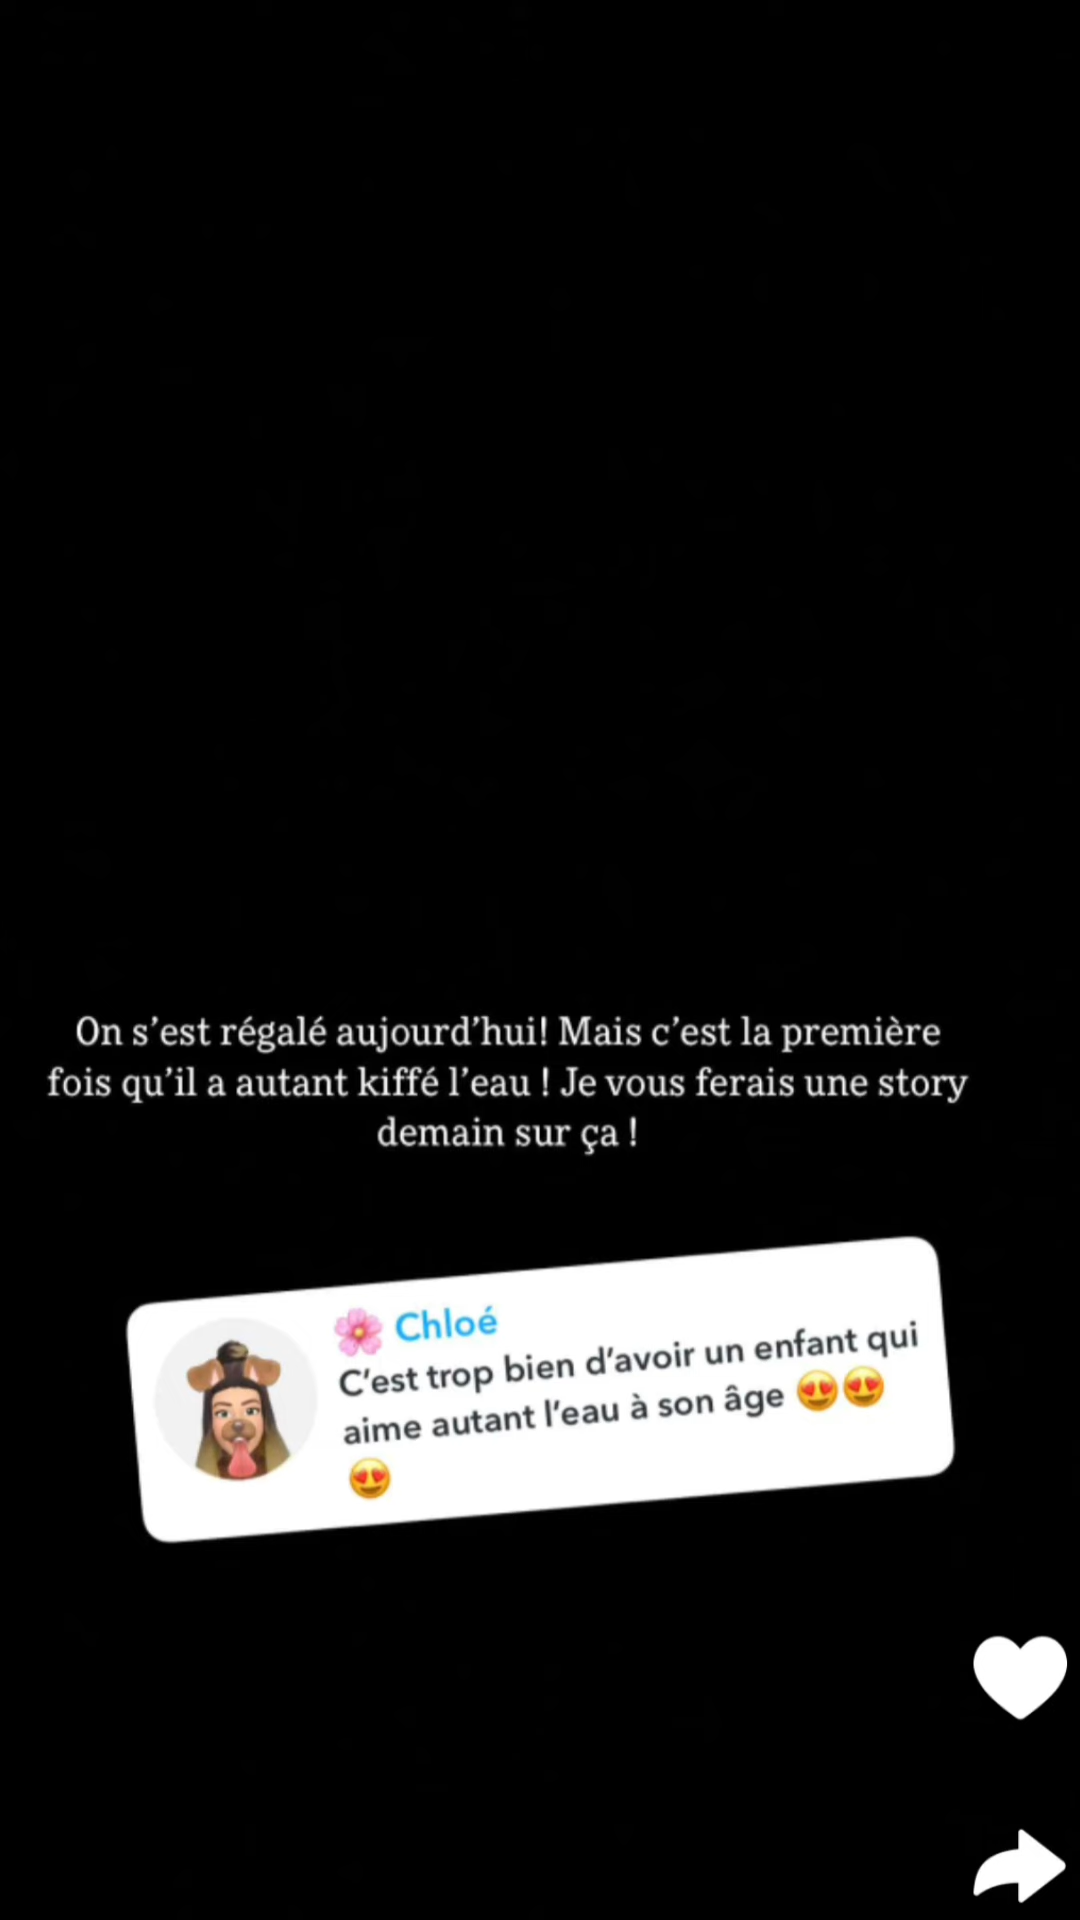 On s’est régalé aujourd’hui! Mais c’est la première
fois qu’il a autant kiffé l’eau ! Je vous ferais une story
demain sur ça !
🌸 Chloé
C’est trop bien d’avoir un enfant qui
aime autant l’eau à son âge 😍😍
😍